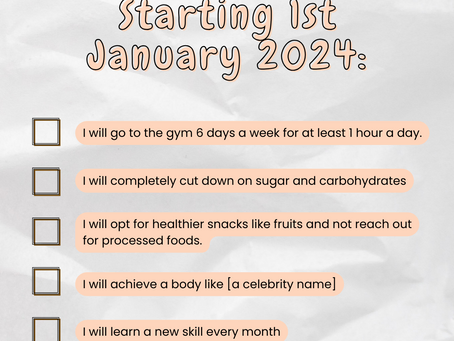 Starting 1st
January 2024:
I will go to the gym 6 days a week for at least 1 hour a day.
I will completely cut down on sugar and carbohydrates
I will opt for healthier snacks like fruits and not reach out
for processed foods.
I will achieve a body like [a celebrity name]
I will learn a new skill every month